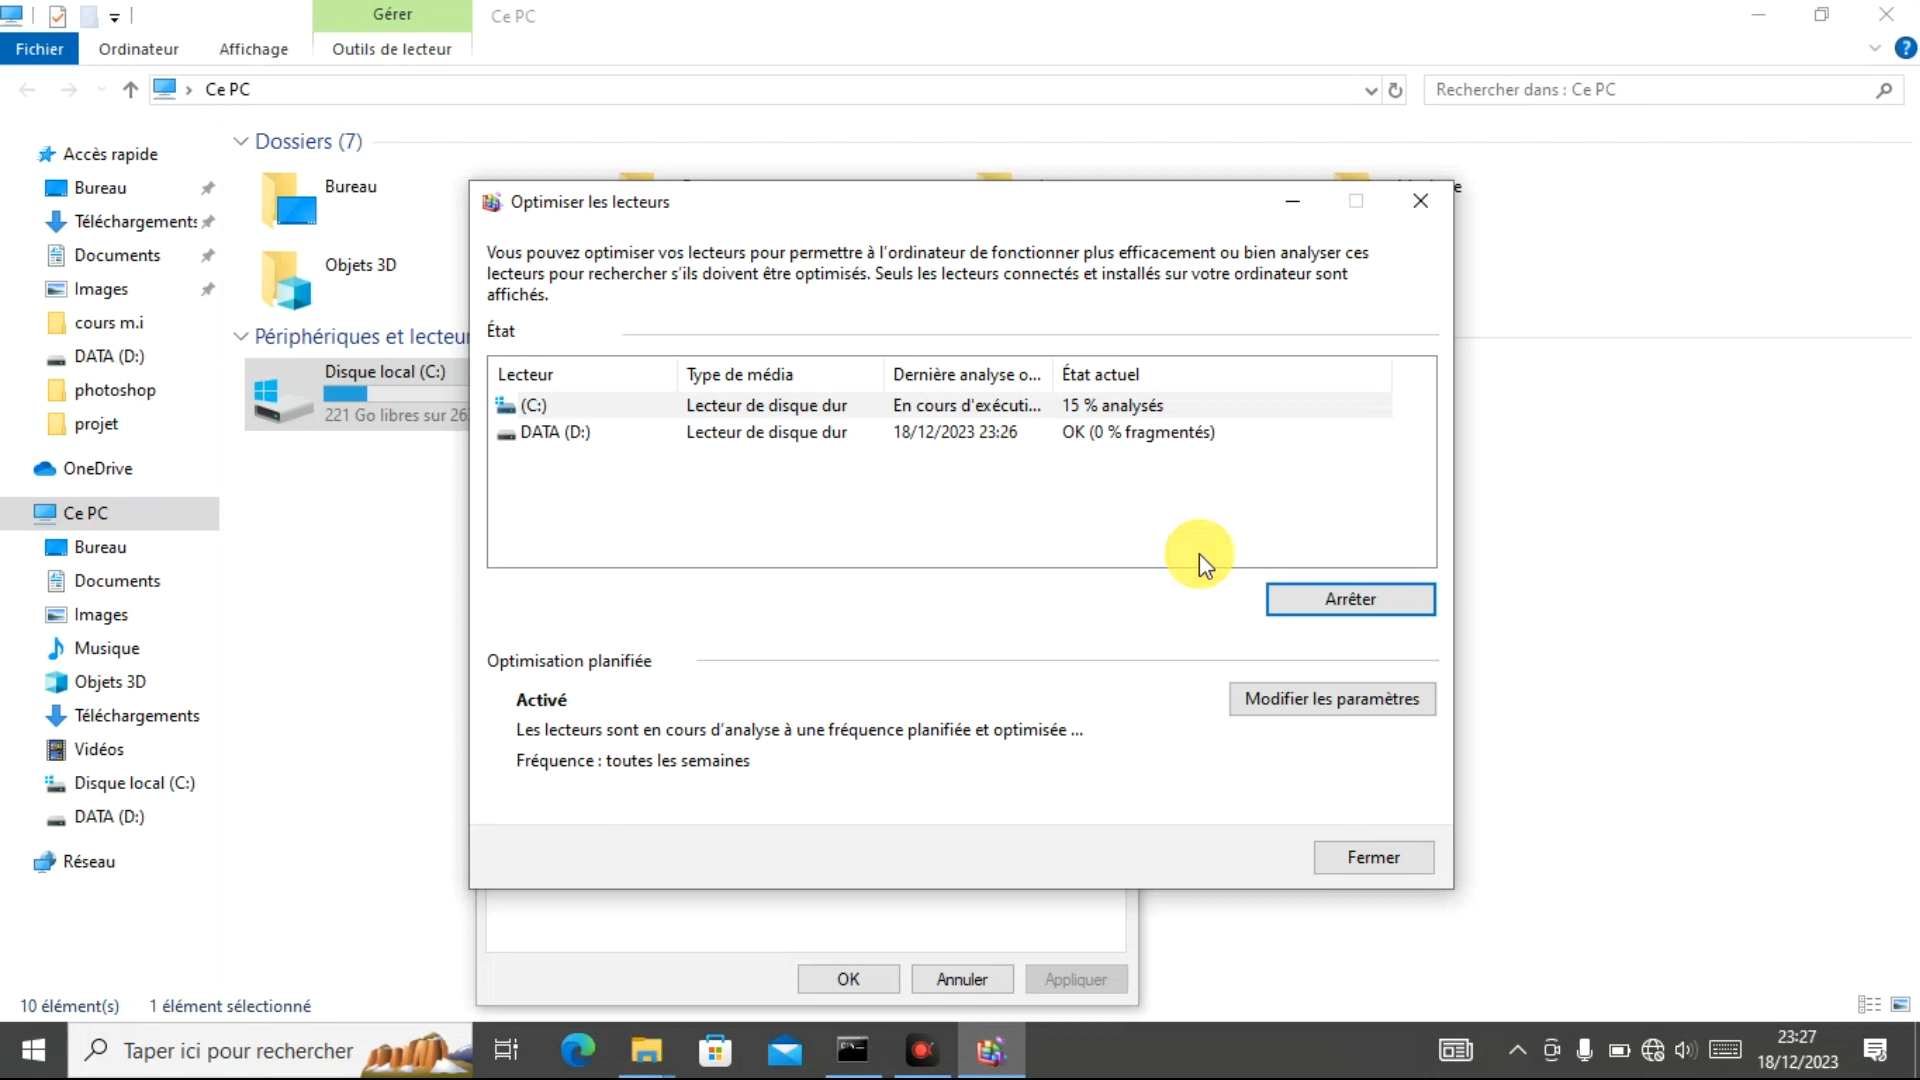 Gérer
Ce PC
Fichier
Ordinateur
Affichage
Outils de lecteur
Ce PC
Rechercher dans : Ce PC
Accès rapide
Bureau
Téléchargements
Documents
Images
cours m.i
DATA (D:)
photoshop
projet
OneDrive
Ce PC
Bureau
Documents
Images
Musique
Objets 3D
Téléchargements
Vidéos
Disque local (C:)
DATA (D:)
Réseau
Dossiers (7)
Bureau
Objets 3D
Périphériques et lecteur
Disque local (C:)
221 Go libres sur 26
e
Optimiser les lecteurs
Vous pouvez optimiser vos lecteurs pour permettre à l'ordinateur de fonctionner plus efficacement ou bien analyser ces
lecteurs pour rechercher s'ils doivent être optimisés. Seuls les lecteurs connectés et installés sur votre ordinateur sont
affichés.
État
Lecteur Type de média Dernière analyse o... État actuel
(C:) Lecteur de disque dur En cours d'exécuti... 15 % analysés
DATA (D:) Lecteur de disque dur 18/12/2023 23:26 OK (0 % fragmentés)
Arrêter
Optimisation planifiée
Activé
Modifier les paramètres
Les lecteurs sont en cours d'analyse à une fréquence planifiée et optimisée ...
Fréquence : toutes les semaines
Fermer
OK
Annuler
Appliquer
10 élément(s) 1 élément sélectionné
Taper ici pour rechercher
23:27
18/12/2023